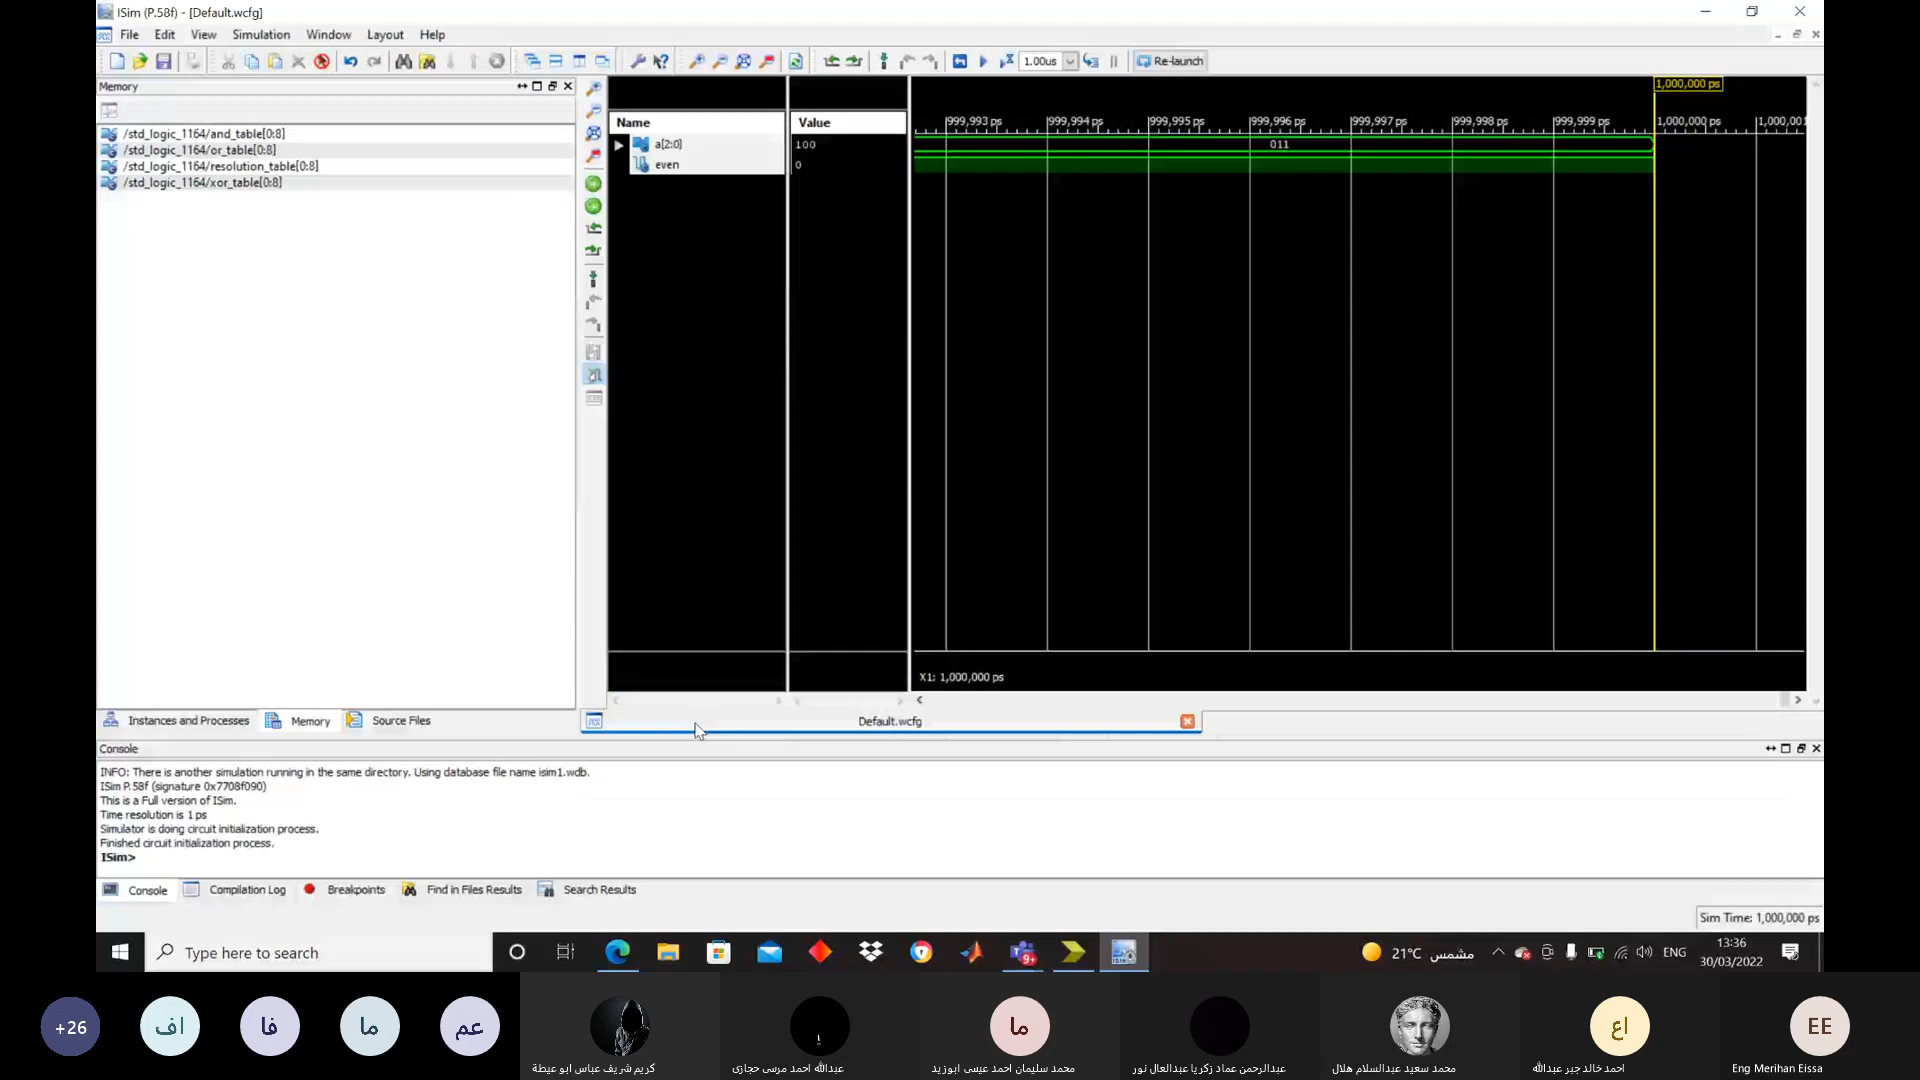 ISim (P.58f) - [Default.wcfg]
File Edit View Simulation Window Layout Help
1.00us Re-launch
Memory
/std_logic_1164/and_table[0:8]
/std_logic_1164/or_table[0:8]
/std_logic_1164/resolution_table[0:8]
/std_logic_1164/xor_table[0:8]
Name Value
a[2:0] 100
even 0
1,000,000 ps
999,993 ps 999,994 ps 999,995 ps 999,996 ps 999,997 ps 999,998 ps 999,999 ps 1,000,000 ps 1,000,001
011
X1: 1,000,000 ps
Instances and Processes Memory Source Files
Default.wcfg
Console
INFO: There is another simulation running in the same directory. Using database file name isim1.wdb.
ISim P.58f (signature 0x7708f090)
This is a Full version of ISim.
Time resolution is 1 ps
Simulator is doing circuit initialization process.
Finished circuit initialization process.
ISim>
Console Compilation Log Breakpoints Find in Files Results Search Results
Sim Time: 1,000,000 ps
Type here to search
9+
ISim
21°C مشمس
ENG
13:36
30/03/2022
+26
اف
فا
ما
عم
ما
اع
EE
كريم شريف عباس ابو عيطة
عبدالله احمد مرسى حجازى
محمد سليمان احمد عيسى ابوزيد
عبدالرحمن عماد زكريا عبدالعال نور
محمد سعيد عبدالسلام هلال
احمد خالد جبر عبدالله
Eng Merihan Eissa